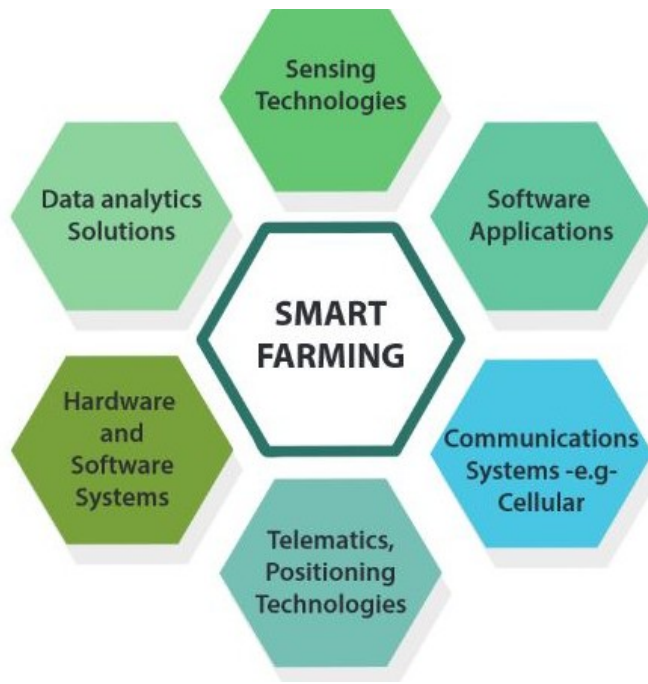 Sensing
Technologies
Data analytics
Solutions
Software
Applications
SMART
FARMING
Hardware
and
Software
Systems
Communications
Systems -e.g-
Cellular
Telematics,
Positioning
Technologies